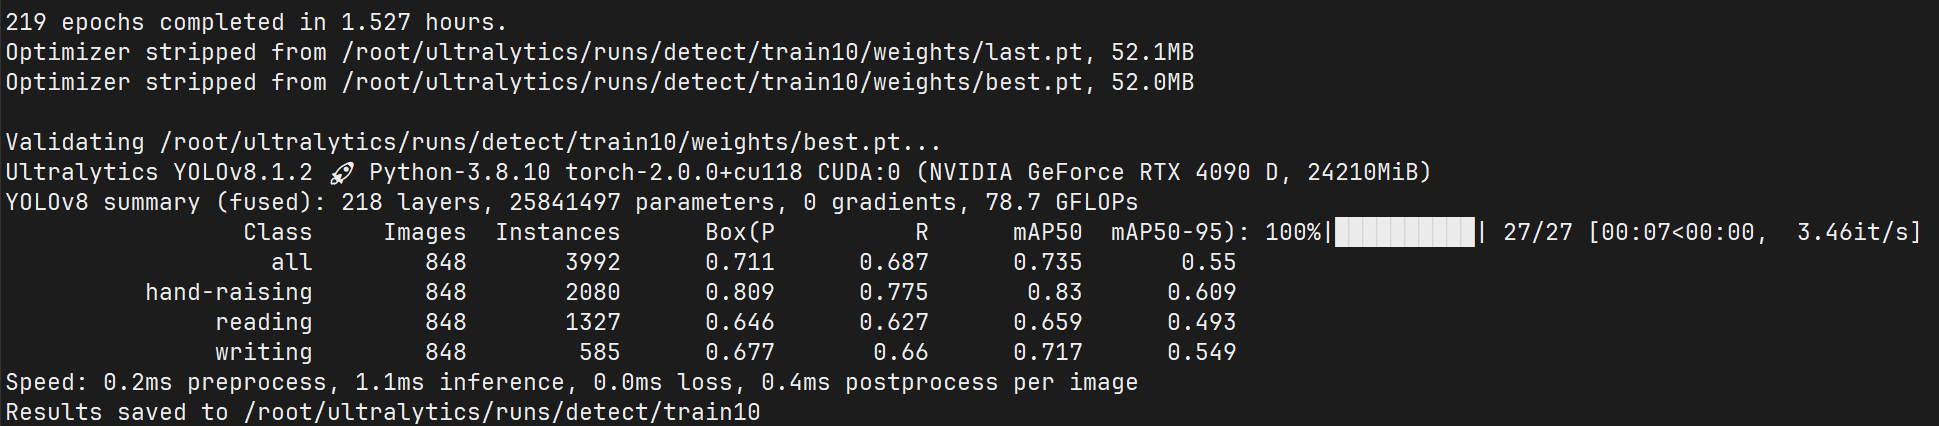 219 epochs completed in 1.527 hours.
Optimizer stripped from /root/ultralytics/runs/detect/train10/weights/last.pt, 52.1MB
Optimizer stripped from /root/ultralytics/runs/detect/train10/weights/best.pt, 52.0MB
Validating /root/ultralytics/runs/detect/train10/weights/best.pt...
Ultralytics YOLOv8.1.2 🚀 Python-3.8.10 torch-2.0.0+cu118 CUDA:0 (NVIDIA GeForce RTX 4090 D, 24210MiB)
YOLOv8 summary (fused): 218 layers, 25841497 parameters, 0 gradients, 78.7 GFLOPs
Class Images Instances Box(P R mAP50 mAP50-95): 100%|██████████| 27/27 [00:07<00:00, 3.46it/s]
all 848 3992 0.711 0.687 0.735 0.55
hand-raising 848 2080 0.809 0.775 0.83 0.609
reading 848 1327 0.646 0.627 0.659 0.493
writing 848 585 0.677 0.66 0.717 0.549
Speed: 0.2ms preprocess, 1.1ms inference, 0.0ms loss, 0.4ms postprocess per image
Results saved to /root/ultralytics/runs/detect/train10